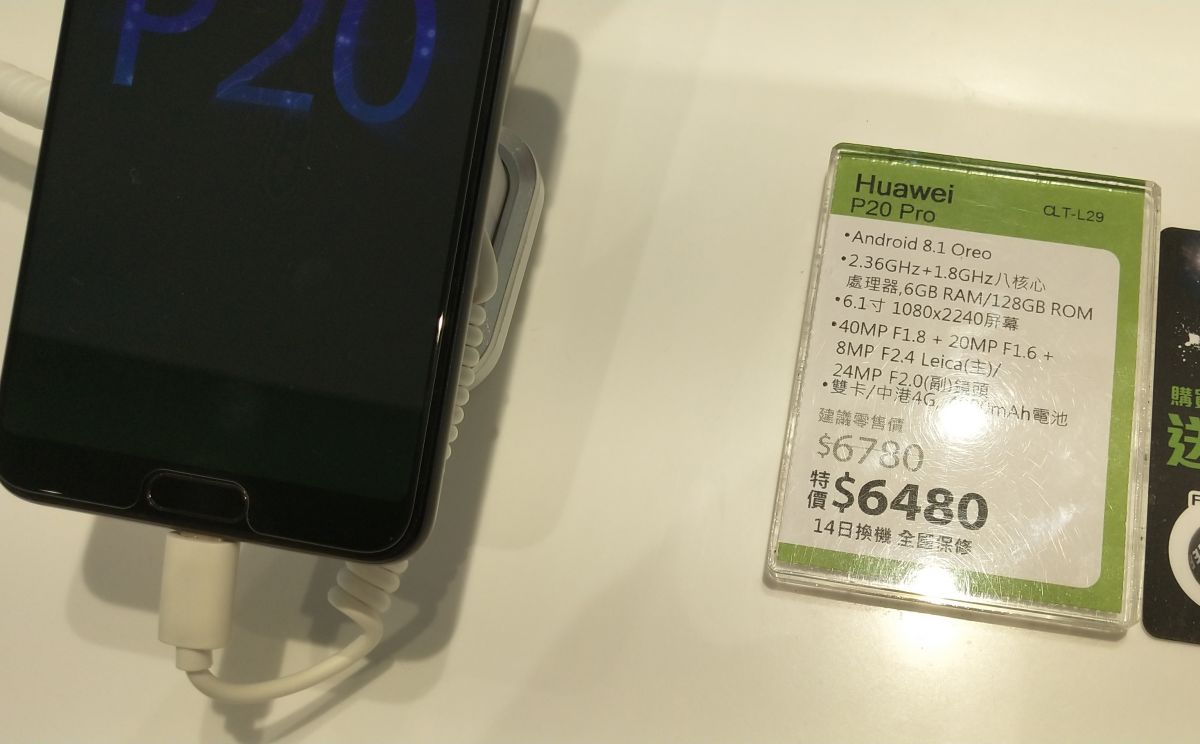 P20
Huawei
P20 Pro
CLT-L29
•Android 8.1 Oreo
•2.36GHz+1.8GHz八核心
處理器,6GB RAM/128GB ROM
•6.1寸 1080x2240屏幕
•40MP F1.8 + 20MP F1.6 +
8MP F2.4 Leica(主)/
24MP F2.0(副)鏡頭
•雙卡/中港4G mAh電池
建議零售價
$6780
特價 $6480
14日換機 全國保修
購
送